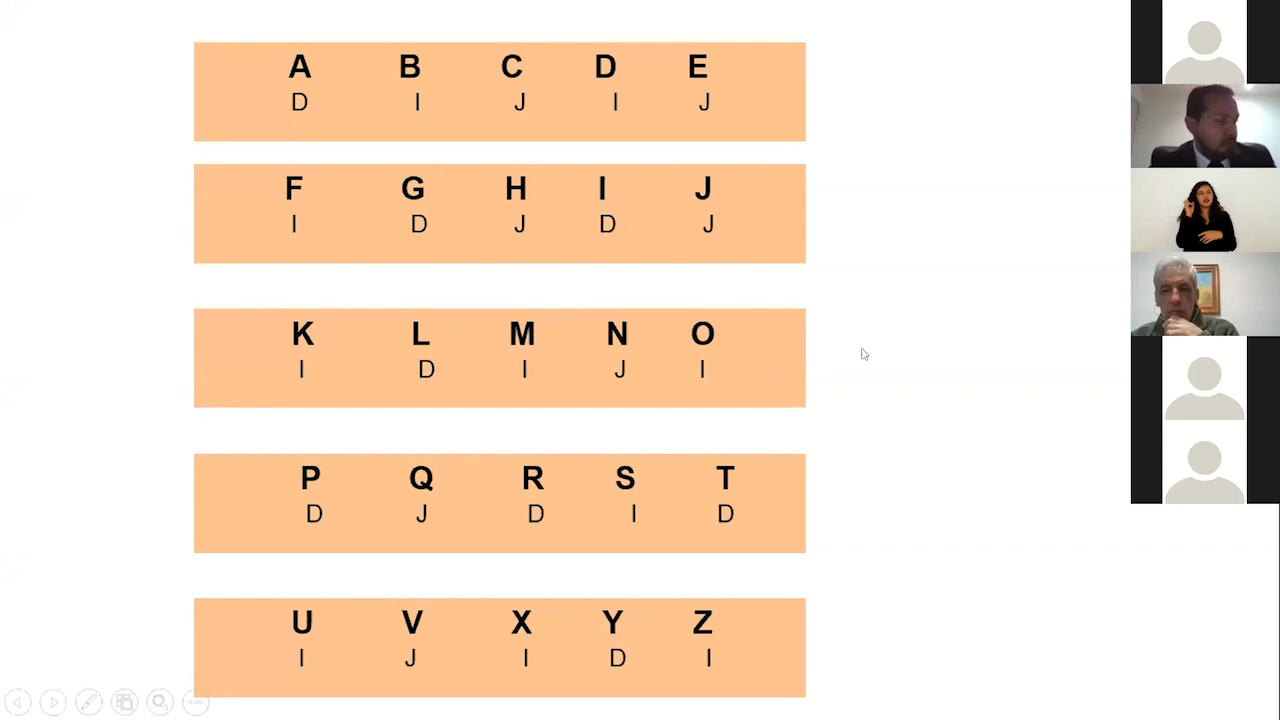 A B C D E
D I J I J
F G H I J
I D J D J
K L M N O
I D I J I
P Q R S T
D J D I D
U V X Y Z
I J I D I